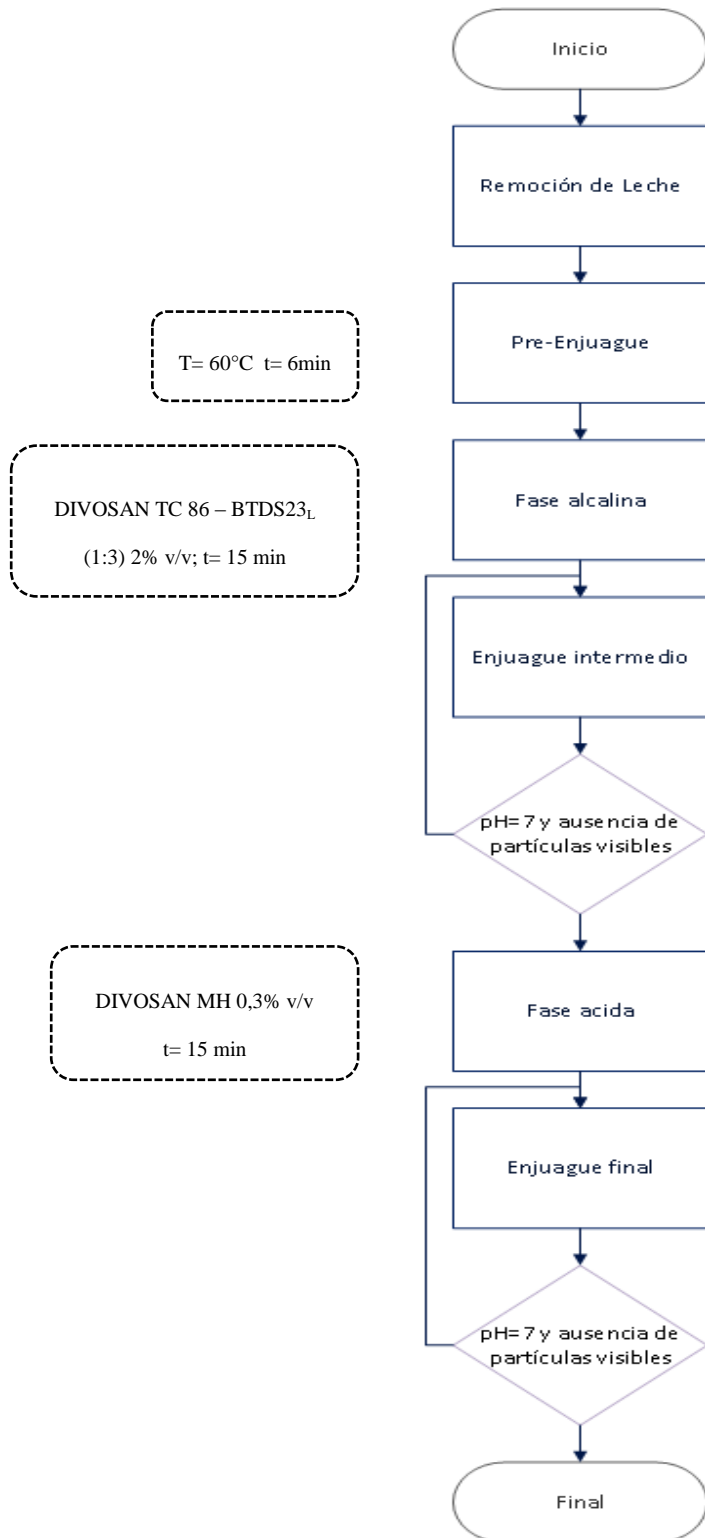 Inicio
Remoción de Leche
Pre-Enjuague
T= 60°C t= 6min
Fase alcalina
DIVOSAN TC 86 – BTDS23L
(1:3) 2% v/v; t= 15 min
Enjuague intermedio
pH= 7 y ausencia de
partículas visibles
Fase acida
DIVOSAN MH 0,3% v/v
t= 15 min
Enjuague final
pH= 7 y ausencia de
partículas visibles
Final